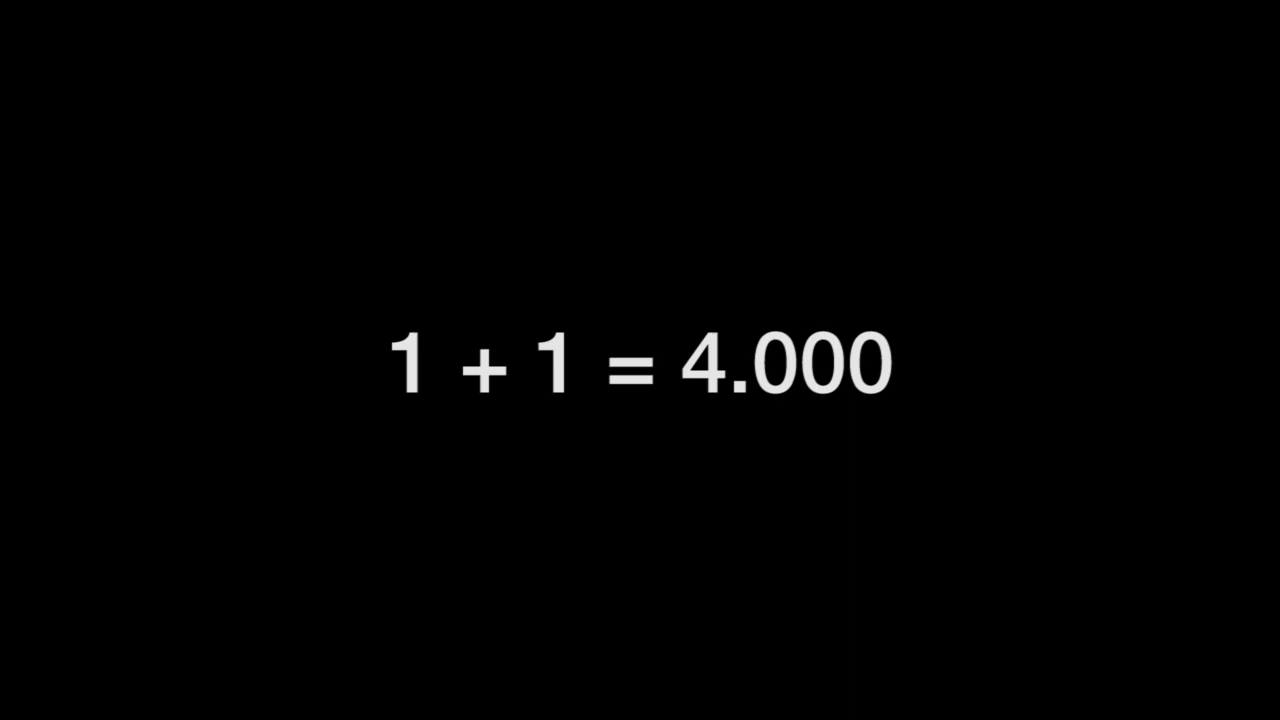 1 + 1 = 4.000